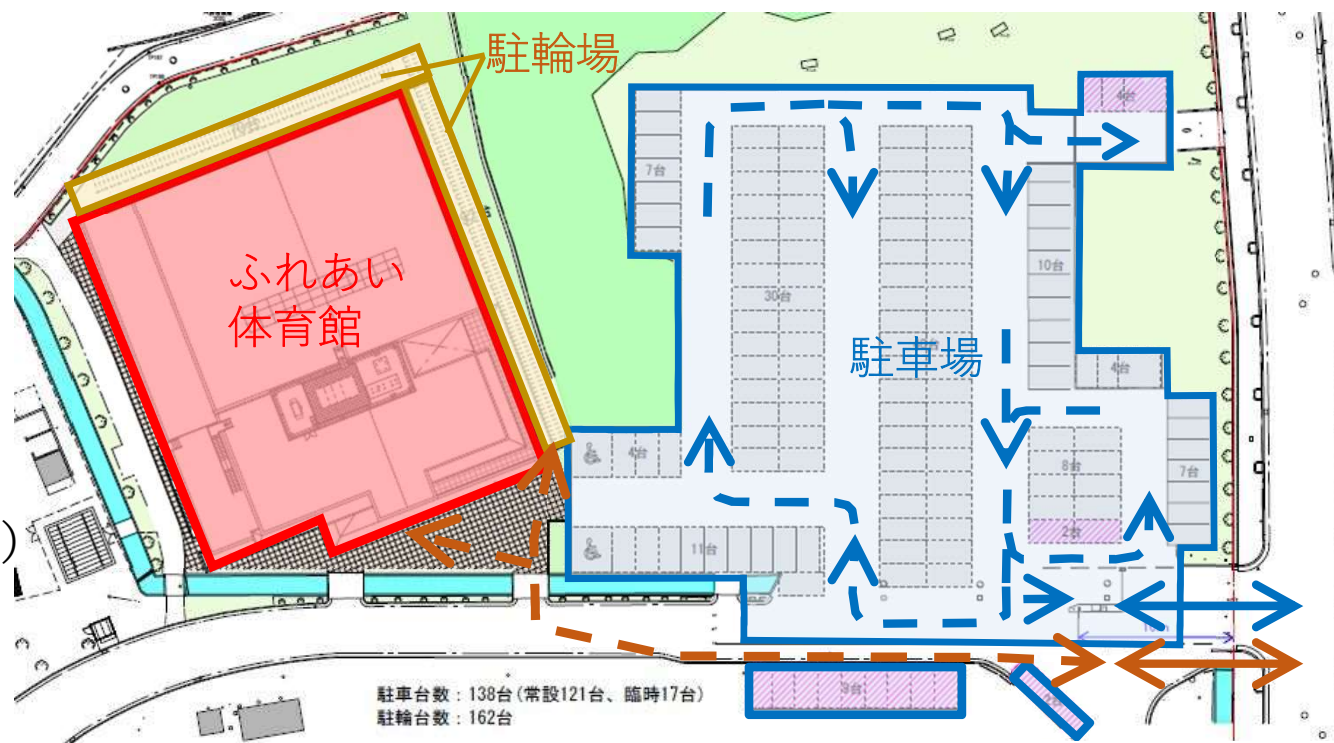 駐輪場
4台
7台
ふれあい
体育館
10台
30台
駐車場
4台
4台
8台
7台
2台
11台
9台
駐車台数：138台(常設121台、臨時17台)
駐輪台数：162台
)